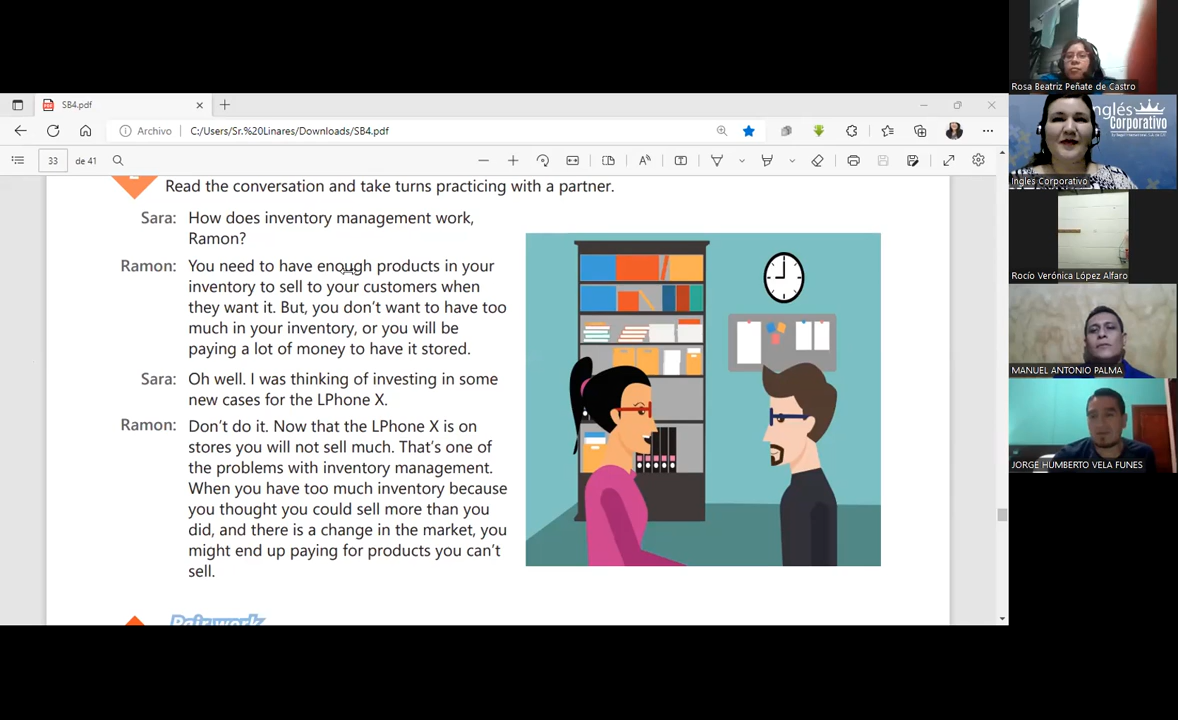 SB4.pdf
Archivo C:/Users/Sr.%20Linares/Downloads/SB4.pdf
33 de 41
Read the conversation and take turns practicing with a partner.
Sara: How does inventory management work,
Ramon?
Ramon: You need to have enough products in your
inventory to sell to your customers when
they want it. But, you don't want to have too
much in your inventory, or you will be
paying a lot of money to have it stored.
Sara: Oh well. I was thinking of investing in some
new cases for the LPhone X.
Ramon: Don't do it. Now that the LPhone X is on
stores you will not sell much. That's one of
the problems with inventory management.
When you have too much inventory because
you thought you could sell more than you
did, and there is a change in the market, you
might end up paying for products you can't
sell.
Pair work
Rosa Beatriz Peñate de Castro
Inglés
Corporativo
Ingles Corporativo
Rocío Verónica López Alfaro
MANUEL ANTONIO PALMA
JORGE HUMBERTO VELA FUNES